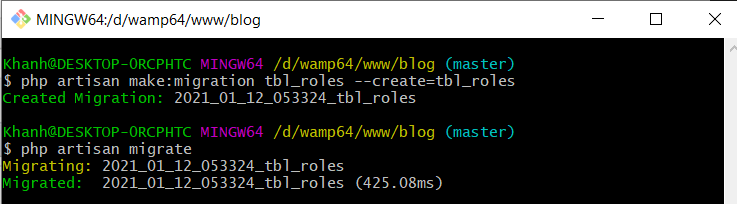 MINGW64:/d/wamp64/www/blog
Khanh@DESKTOP-ORCPHTC MINGW64 /d/wamp64/www/blog (master)
$ php artisan make:migration tbl_roles --create=tbl_roles
Created Migration: 2021_01_12_053324_tbl_roles
Khanh@DESKTOP-ORCPHTC MINGW64 /d/wamp64/www/blog (master)
$ php artisan migrate
Migrating: 2021_01_12_053324_tbl_roles
Migrated:  2021_01_12_053324_tbl_roles (425.08ms)